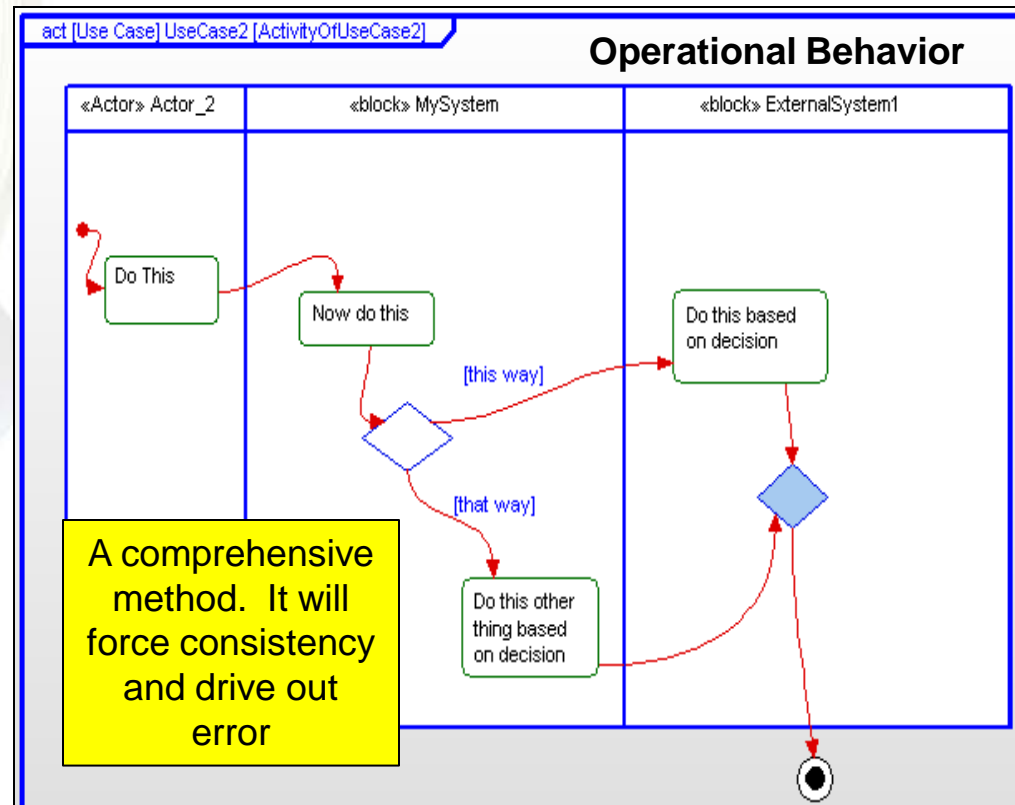 act [Use Case] UseCase2 [ActivityOfUseCase2]
Operational Behavior
«Actor» Actor_2
«block» MySystem
«block» ExternalSystem1
Do This
Now do this
Do this based
on decision
[this way]
[that way]
Do this other
thing based
on decision
A comprehensive
method.  It will
force consistency
and drive out
error